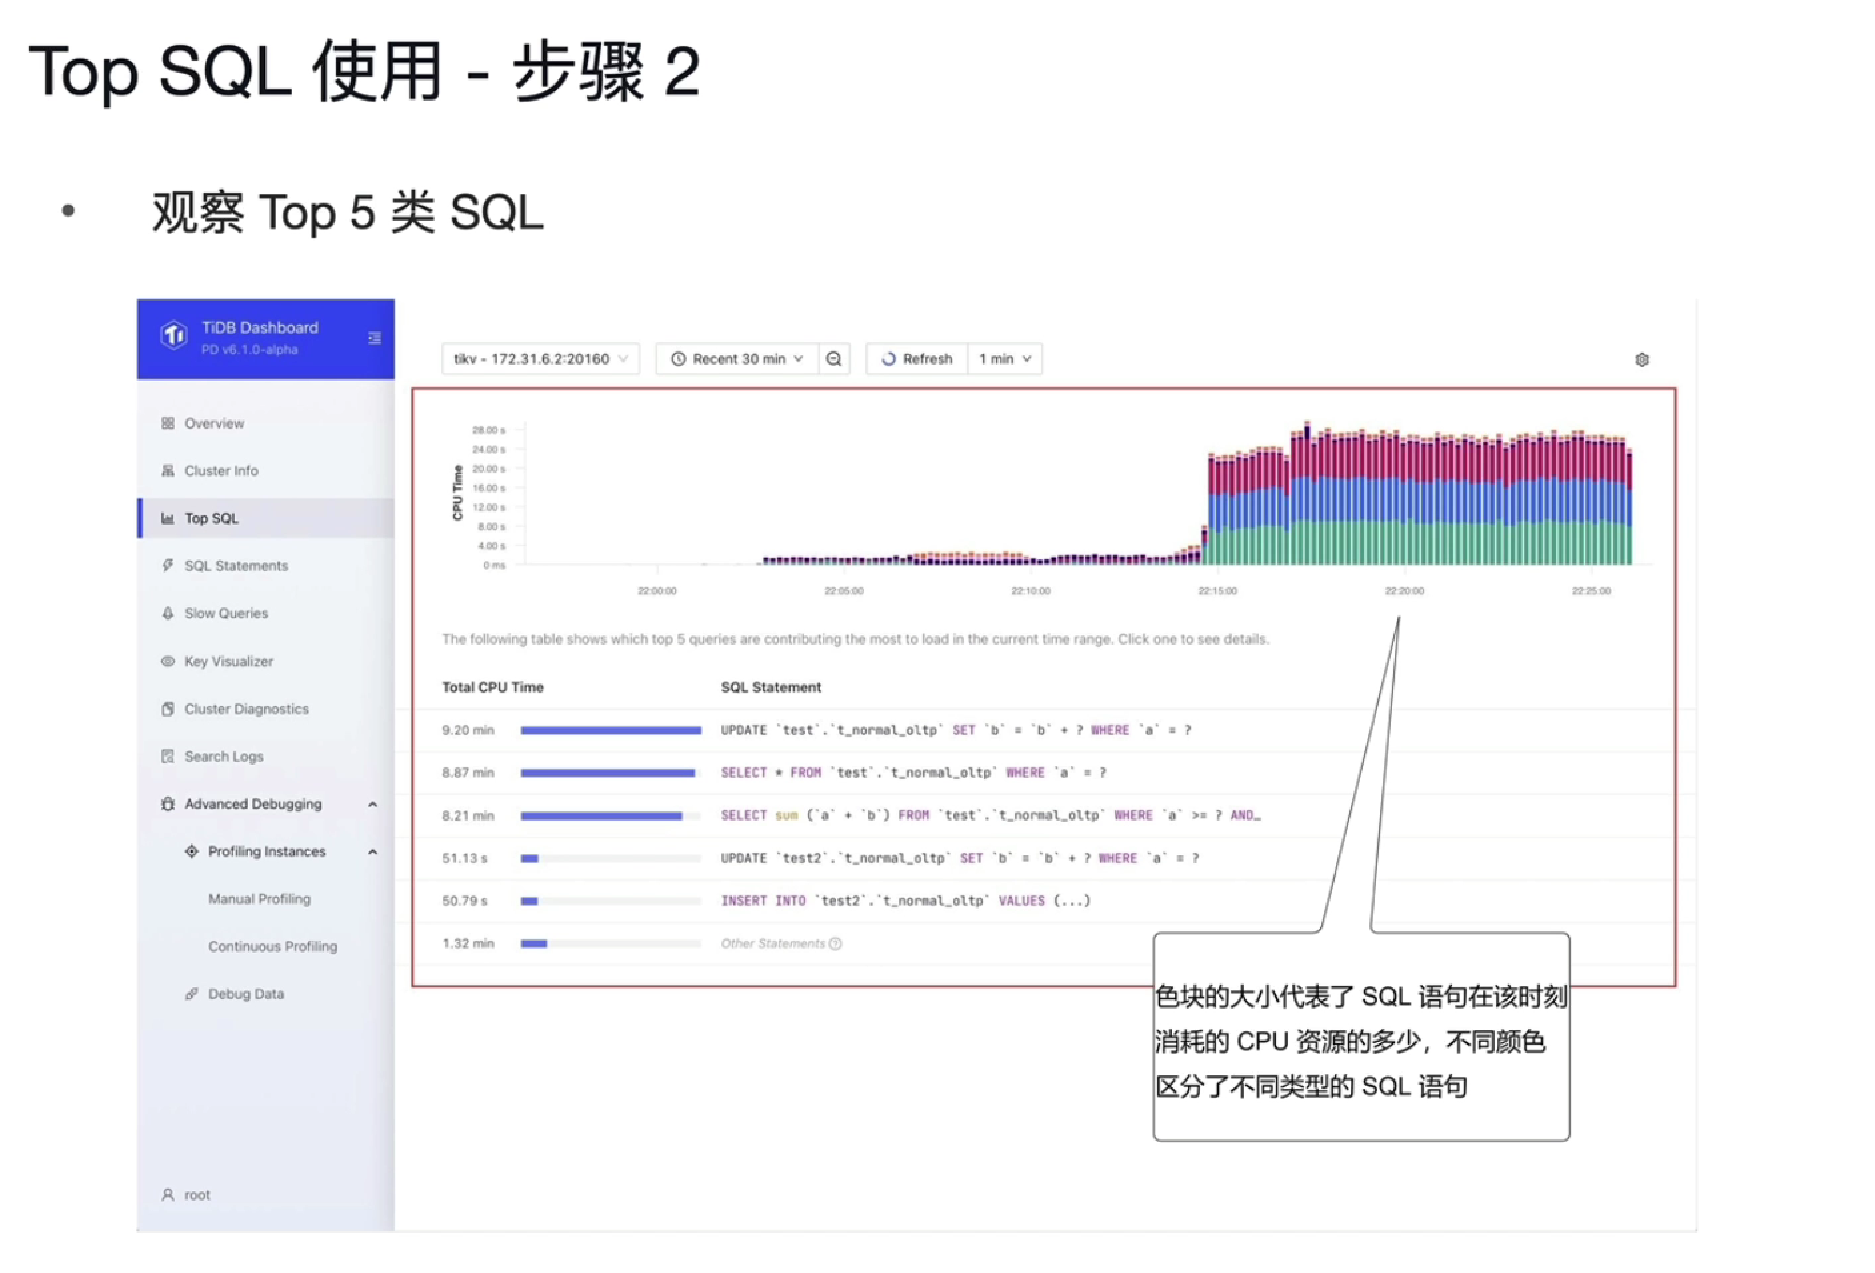 Top SQL 使用 - 步骤 2
• 观察 Top 5 类 SQL
TiDB Dashboard
PD v6.1.0-alpha
Overview
Cluster Info
Top SQL
SQL Statements
Slow Queries
Key Visualizer
Cluster Diagnostics
Search Logs
Advanced Debugging
Profiling Instances
Manual Profiling
Continuous Profiling
Debug Data
root
tikv - 172.31.6.2:20160
Recent 30 min
Refresh
1 min
CPU Time
28.00 s
24.00 s
20.00 s
16.00 s
12.00 s
8.00 s
4.00 s
0 ms
22:00:00 22:05:00 22:10:00 22:15:00 22:20:00 22:25:00
The following table shows which top 5 queries are contributing the most to load in the current time range. Click one to see details.
Total CPU Time SQL Statement
9.20 min UPDATE `test`.`t_normal_oltp` SET `b` = `b` + ? WHERE `a` = ?
8.87 min SELECT * FROM `test`.`t_normal_oltp` WHERE `a` = ?
8.21 min SELECT sum (`a` + `b`) FROM `test`.`t_normal_oltp` WHERE `a` >= ? AND…
51.13 s UPDATE `test2`.`t_normal_oltp` SET `b` = `b` + ? WHERE `a` = ?
50.79 s INSERT INTO `test2`.`t_normal_oltp` VALUES (...)
1.32 min Other Statements
色块的大小代表了 SQL 语句在该时刻
消耗的 CPU 资源的多少，不同颜色
区分了不同类型的 SQL 语句